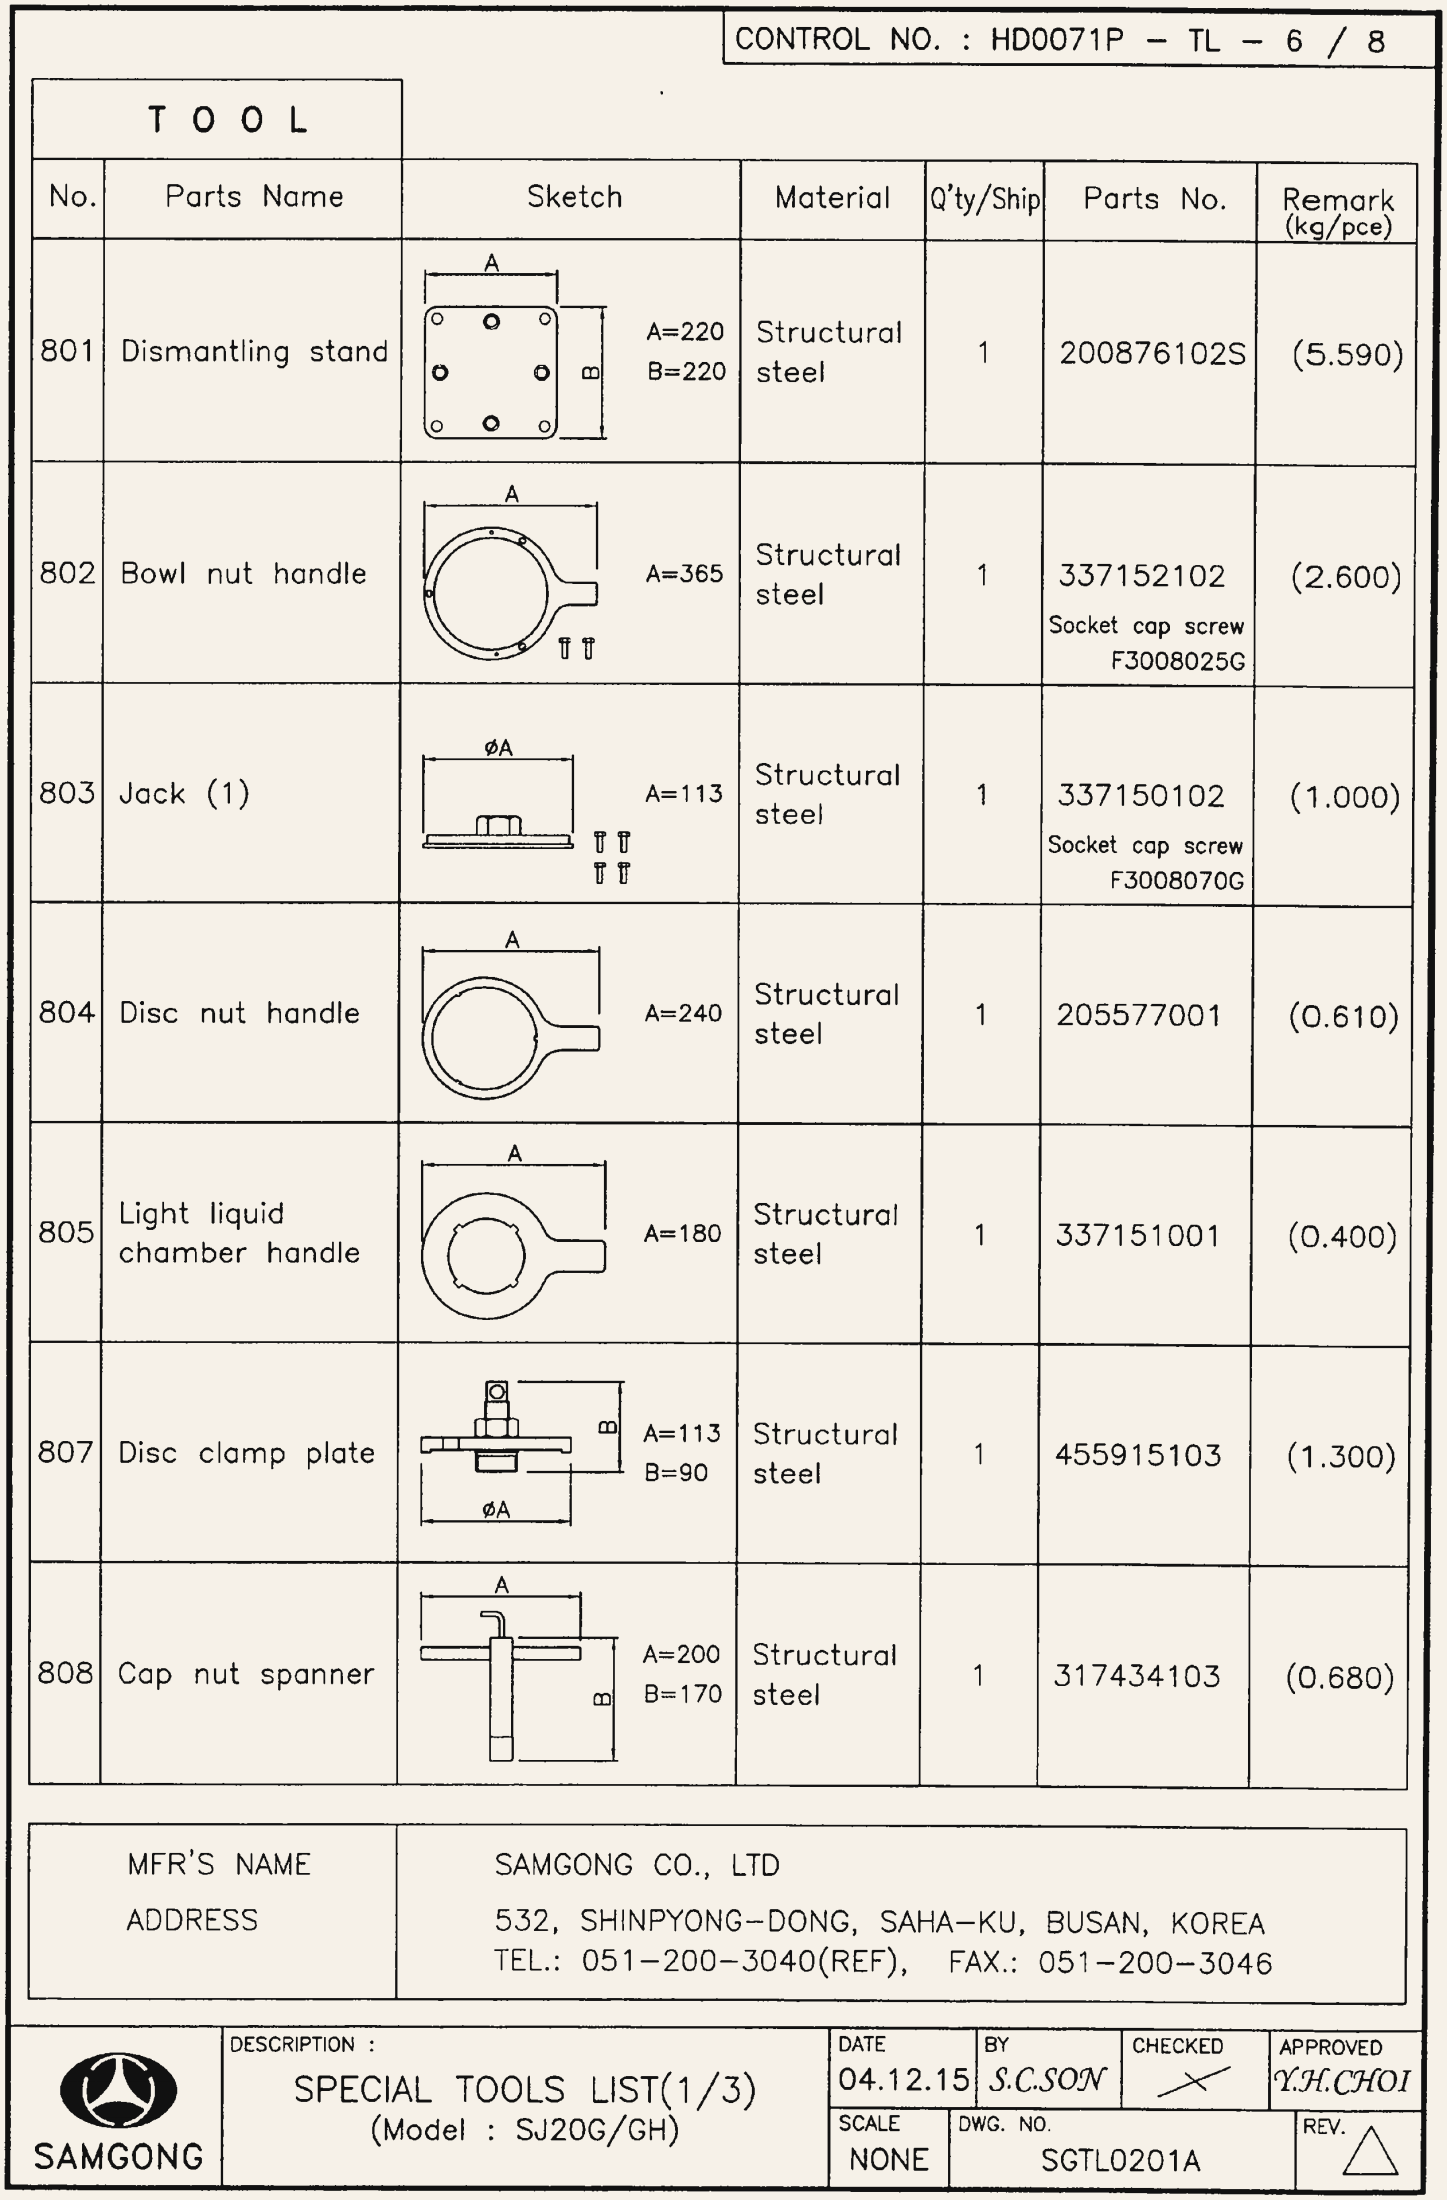 CONTROL NO. : HD0071P - TL - 6 / 8
TOOL
No. Parts Name Sketch Material Q'ty/Ship Parts No. Remark (kg/pce)
A
B
801 Dismantling stand A=220 Structural 1 200876102S (5.590)
B=220 steel
A
802 Bowl nut handle A=365 Structural 1 337152102 (2.600)
steel
Socket cap screw
F3008025G
øA
803 Jack (1) A=113 Structural 1 337150102 (1.000)
steel
Socket cap screw
F3008070G
A
804 Disc nut handle A=240 Structural 1 205577001 (0.610)
steel
A
805 Light liquid A=180 Structural 1 337151001 (0.400)
chamber handle steel
B
807 Disc clamp plate A=113 Structural 1 455915103 (1.300)
B=90 steel
øA
A
808 Cap nut spanner A=200 Structural 1 317434103 (0.680)
B B=170 steel
MFR'S NAME SAMGONG CO., LTD
ADDRESS 532, SHINPYONG-DONG, SAHA-KU, BUSAN, KOREA
TEL.: 051-200-3040(REF), FAX.: 051-200-3046
SAMGONG
DESCRIPTION :
SPECIAL TOOLS LIST(1/3)
(Model : SJ20G/GH)
DATE BY CHECKED APPROVED
04.12.15 S.C.SON Y.H.CHOI
SCALE DWG. NO. REV.
NONE SGTL0201A